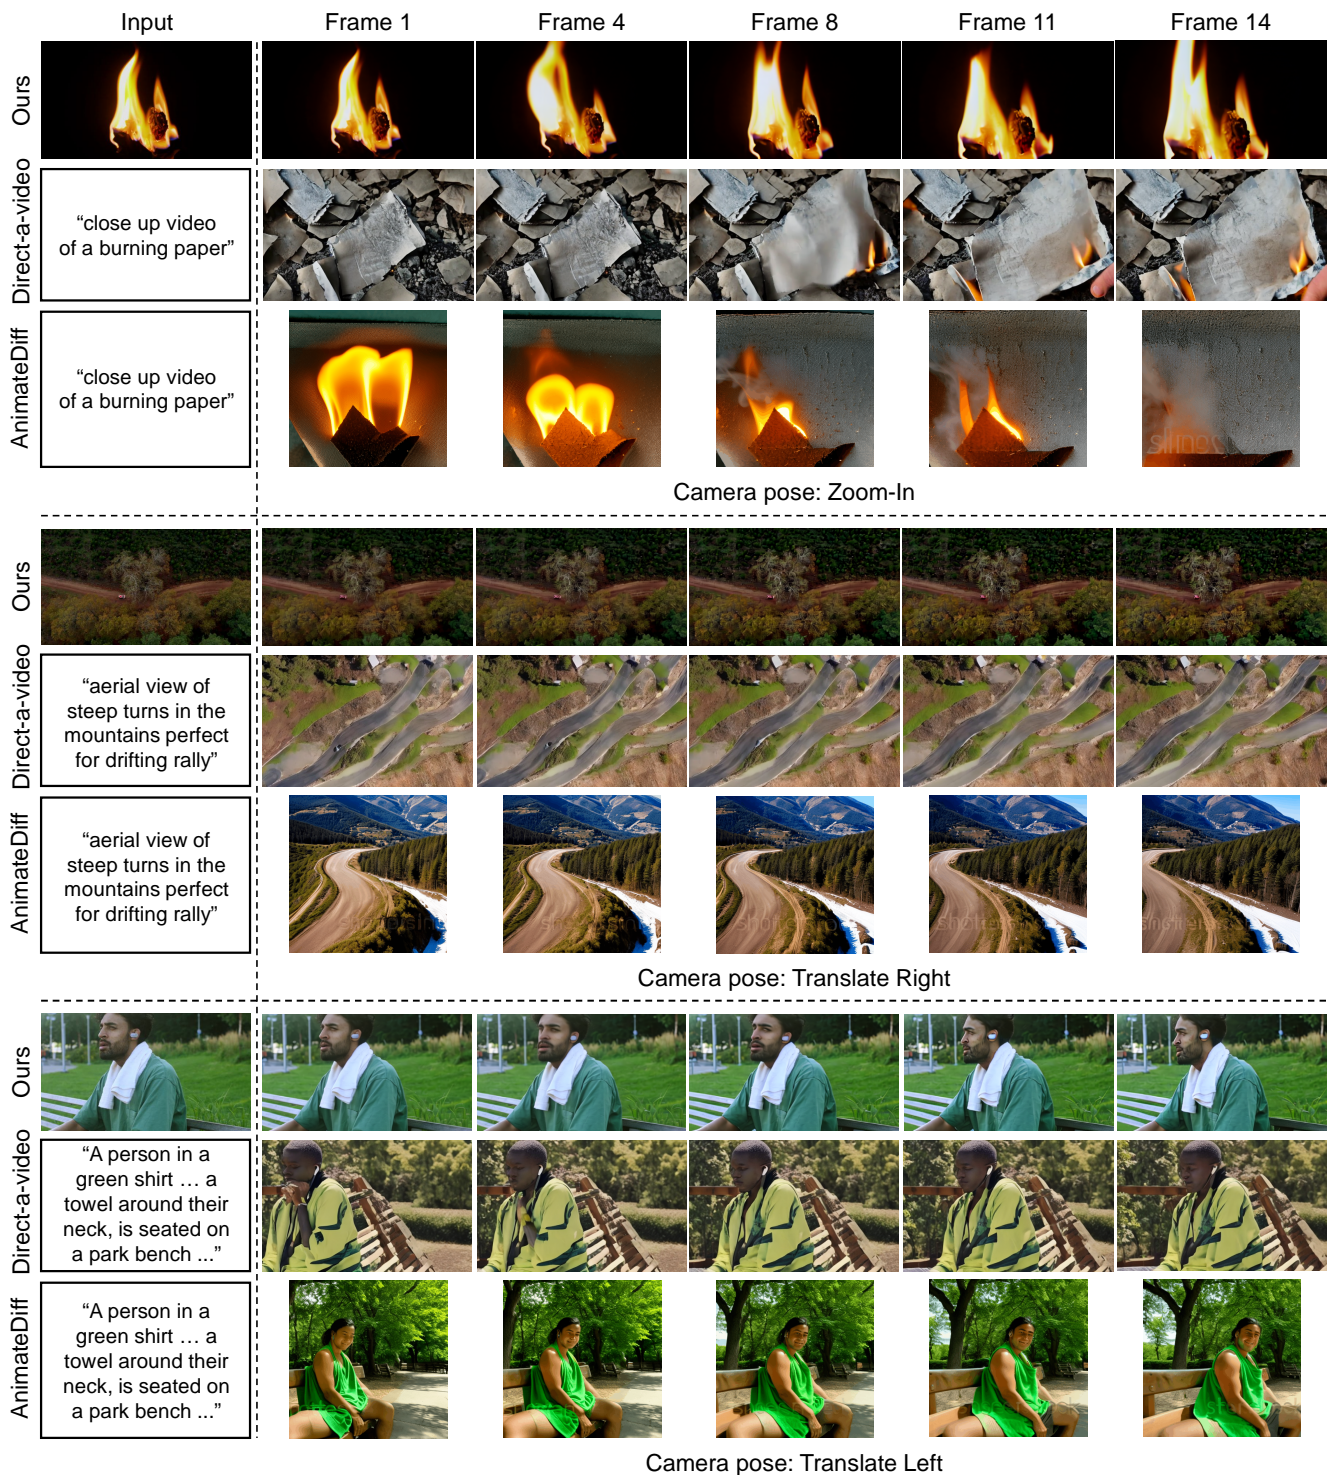 Input Frame 1 Frame 4 Frame 8 Frame 11 Frame 14
Ours
Direct-a-video
“close up video
of a burning paper”
AnimateDiff
“close up video
of a burning paper”
Camera pose: Zoom-In
Ours
Direct-a-video
“aerial view of
steep turns in the
mountains perfect
for drifting rally”
AnimateDiff
“aerial view of
steep turns in the
mountains perfect
for drifting rally”
Camera pose: Translate Right
Ours
Direct-a-video
“A person in a
green shirt … a
towel around their
neck, is seated on
a park bench ...”
AnimateDiff
“A person in a
green shirt … a
towel around their
neck, is seated on
a park bench ...”
Camera pose: Translate Left